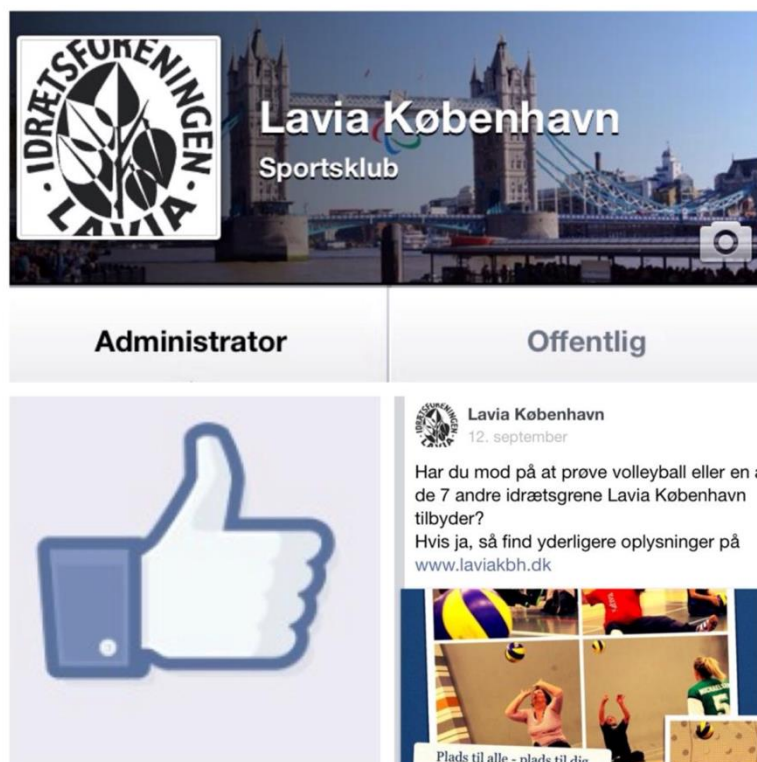 IDRÆTSFORENINGEN
LAVIA
Lavia København
Sportsklub
Administrator
Offentlig
IDRÆTSFORENINGEN
LAVIA
Lavia København
12. september
Har du mod på at prøve volleyball eller en a
de 7 andre idrætsgrene Lavia København
tilbyder?
Hvis ja, så find yderligere oplysninger på
www.laviakbh.dk
5
Plads til alle - plads til dig